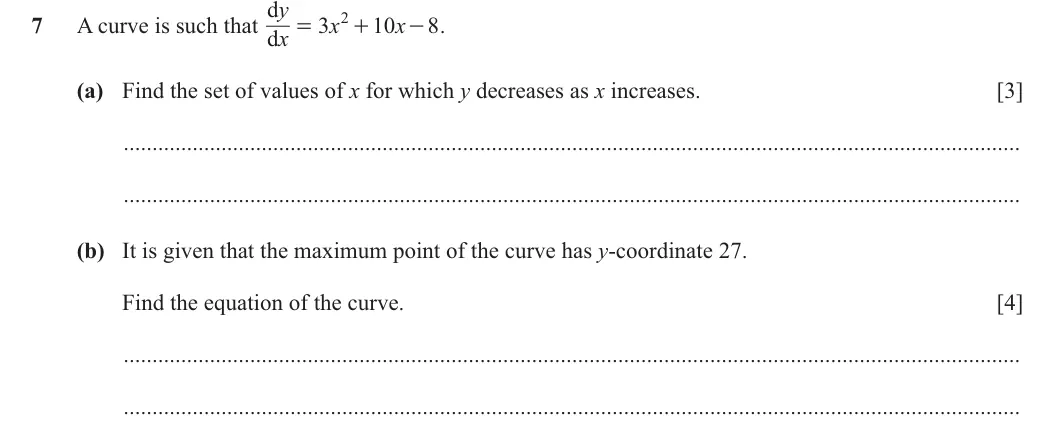 7 A curve is such that dy/dx = 3x² + 10x − 8.
(a) Find the set of values of x for which y decreases as x increases. [3]
................................................................................
................................................................................
(b) It is given that the maximum point of the curve has y-coordinate 27.
Find the equation of the curve. [4]
................................................................................
................................................................................